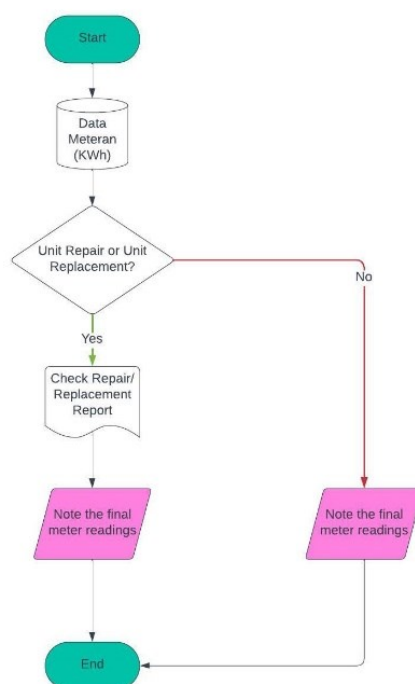 Start
Data
Meteran
(KWh)
Unit Repair or Unit
Replacement?
No
Yes
Check Repair/
Replacement
Report
Note the final
meter readings
Note the final
meter readings
End